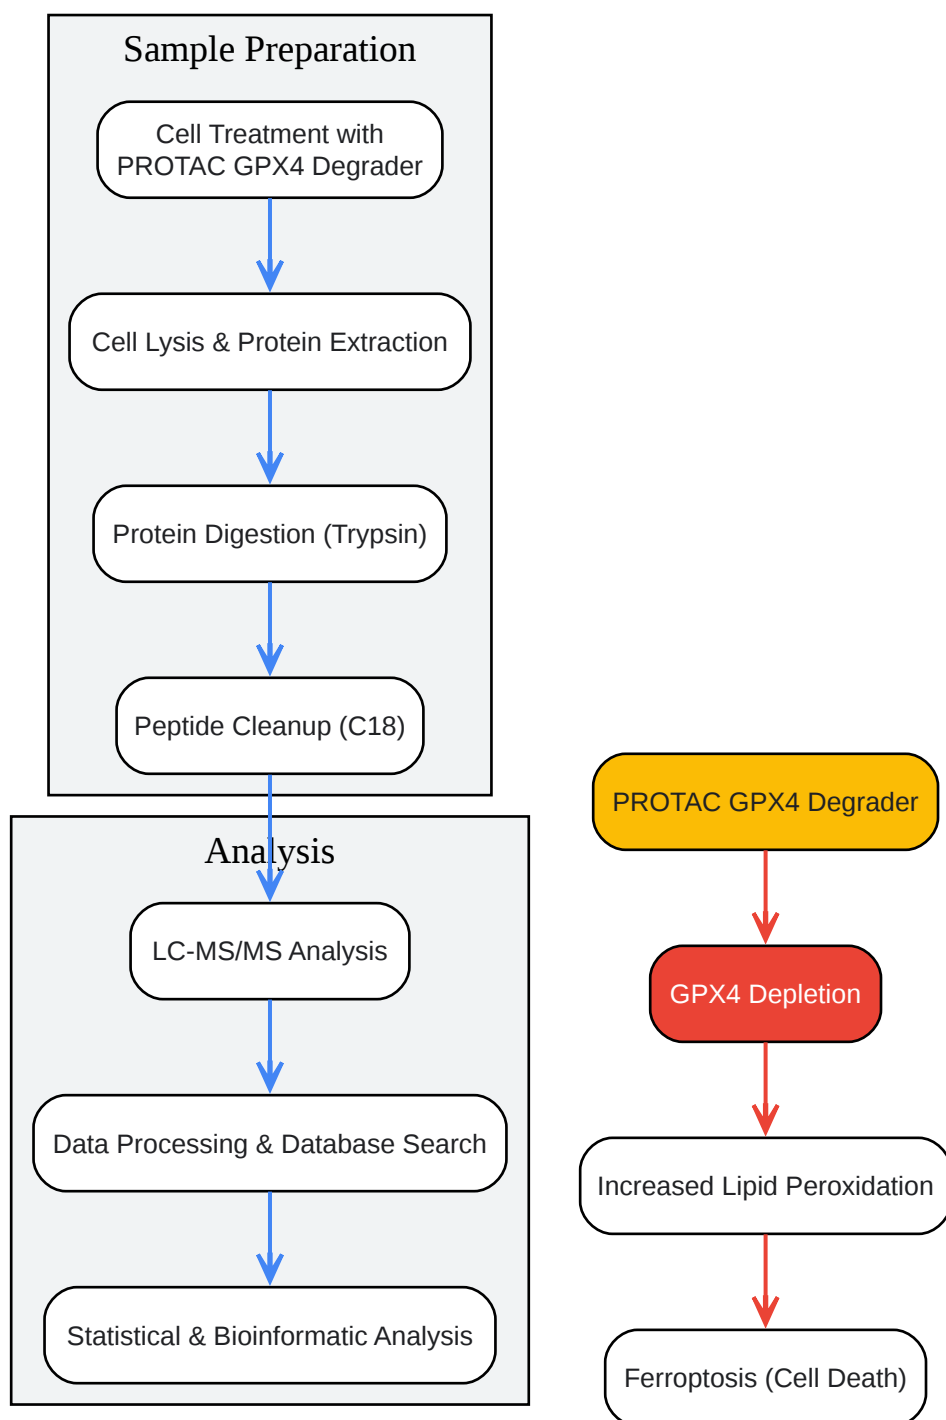 Sample Preparation
Cell Treatment with
PROTAC GPX4 Degrader
Cell Lysis & Protein Extraction
Protein Digestion (Trypsin)
Peptide Cleanup (C18)
Analysis
LC-MS/MS Analysis
Data Processing & Database Search
Statistical & Bioinformatic Analysis
PROTAC GPX4 Degrader
GPX4 Depletion
Increased Lipid Peroxidation
Ferroptosis (Cell Death)